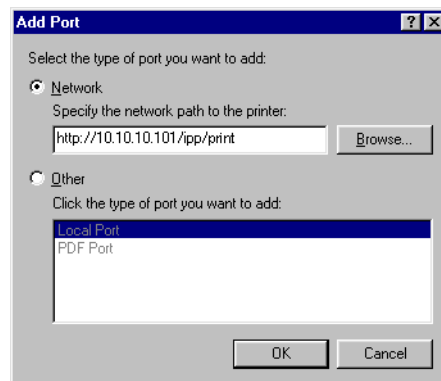 Add Port
Select the type of port you want to add:
Network
Specify the network path to the printer:
http://10.10.10.101/ipp/print
Browse...
Other
Click the type of port you want to add:
Local Port
PDF Port
OK
Cancel